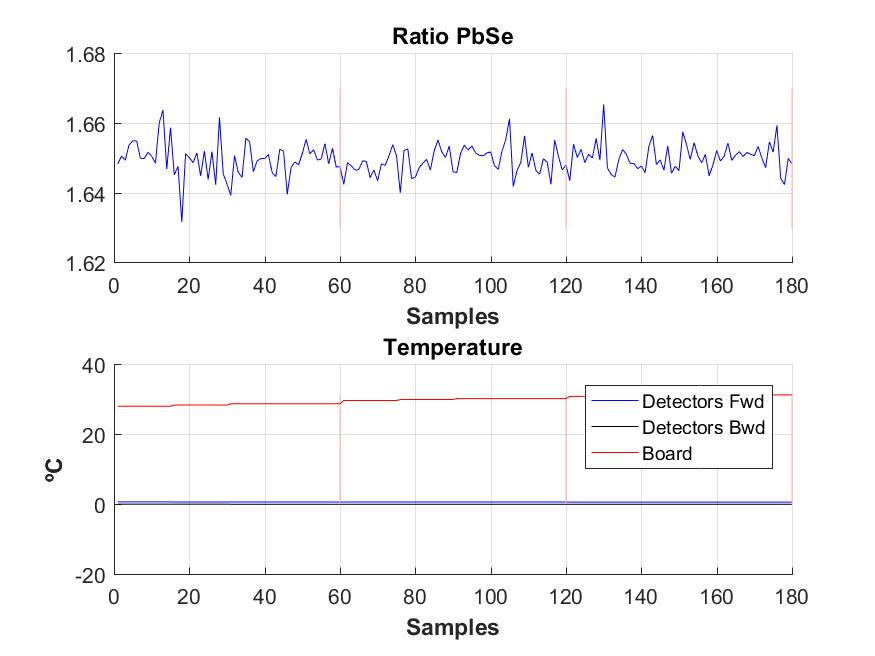 Ratio PbSe
1.68
1.66
1.64
1.62
0 20 40 60 80 100 120 140 160 180
Samples
Temperature
40
20
0
-20
ºC
Detectors Fwd
Detectors Bwd
Board
0 20 40 60 80 100 120 140 160 180
Samples